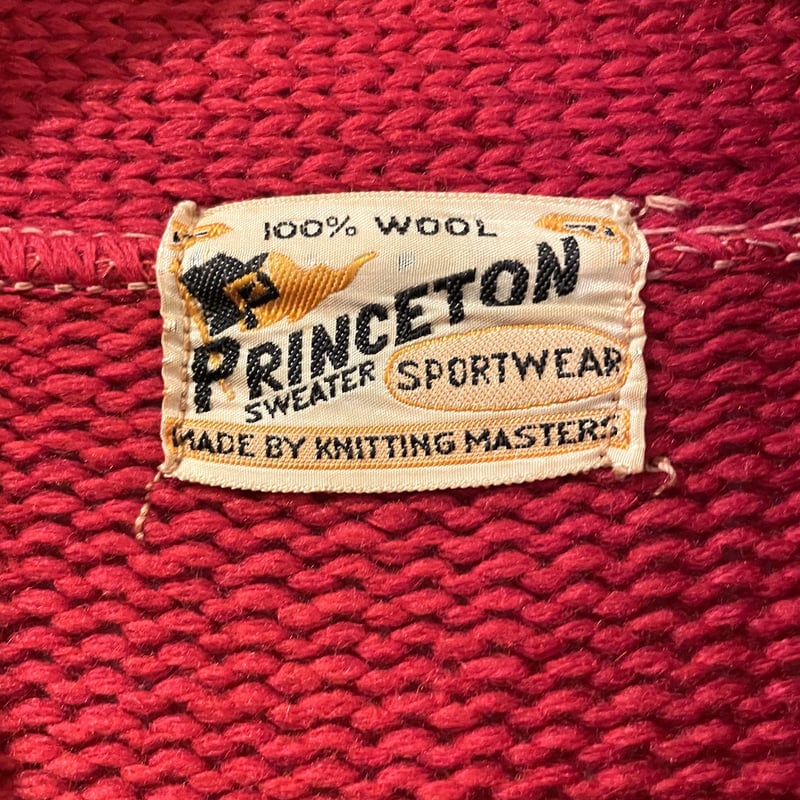 100% WOOL
P
PRINCETON
SWEATER SPORTWEAR
MADE BY KNITTING MASTERS